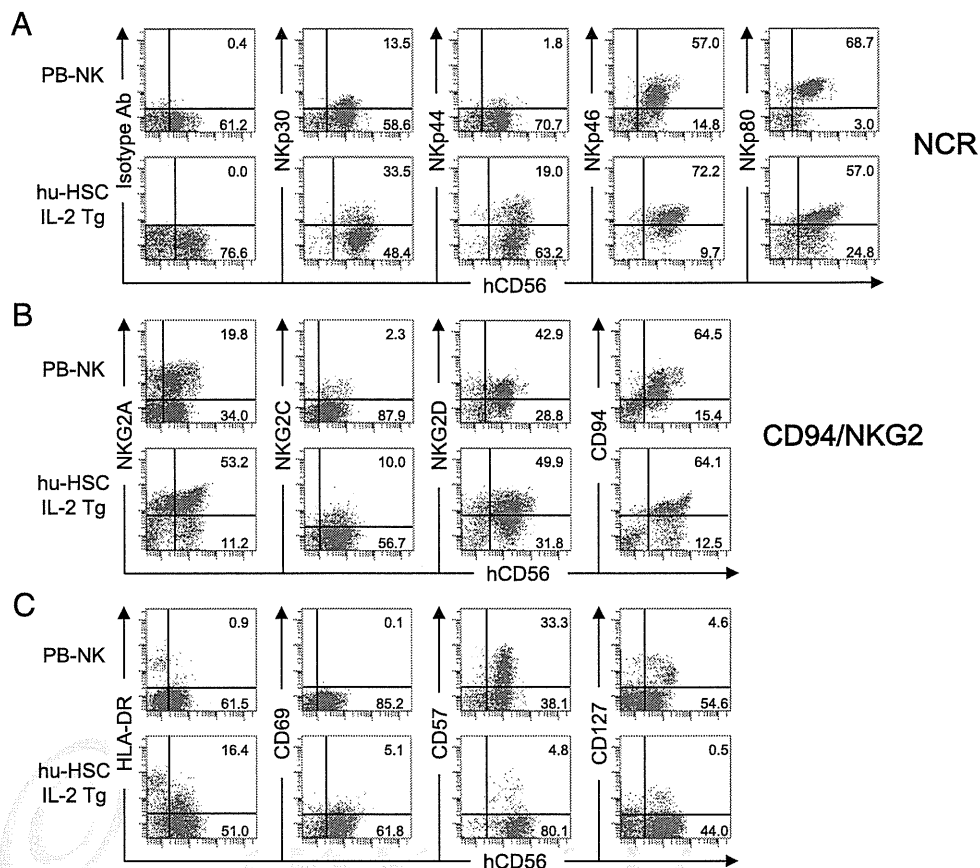 A
PB-NK
Isotype Ab
0.4
61.2
NKp30
13.5
58.6
NKp44
1.8
70.7
NKp46
57.0
14.8
NKp80
68.7
3.0
NCR
hu-HSC
IL-2 Tg
0.0
76.6
33.5
48.4
19.0
63.2
72.2
9.7
57.0
24.8
hCD56
B
PB-NK
NKG2A
19.8
34.0
NKG2C
2.3
87.9
NKG2D
42.9
28.8
CD94
64.5
15.4
CD94/NKG2
hu-HSC
IL-2 Tg
53.2
11.2
10.0
56.7
49.9
31.8
64.1
12.5
hCD56
C
PB-NK
HLA-DR
0.9
61.5
CD69
0.1
85.2
CD57
33.3
38.1
CD127
4.6
54.6
hu-HSC
IL-2 Tg
16.4
51.0
5.1
61.8
4.8
80.1
0.5
44.0
hCD56